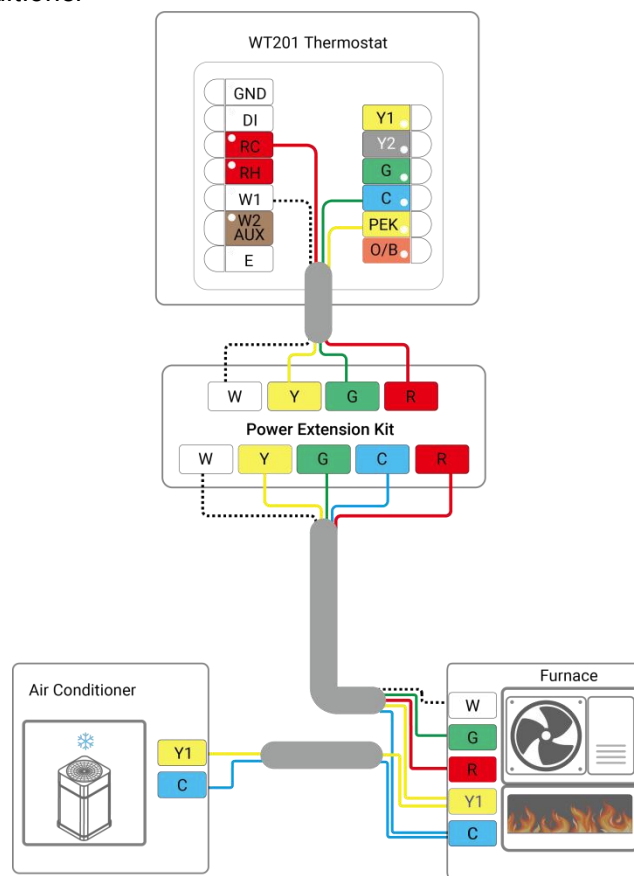 WT201 Thermostat
GND
DI
RC
RH
W1
W2
AUX
E
Y1
Y2
G
C
PEK
O/B
W
Y
G
R
Power Extension Kit
W
Y
G
C
R
Air Conditioner
Y1
C
Furnace
W
G
R
Y1
C